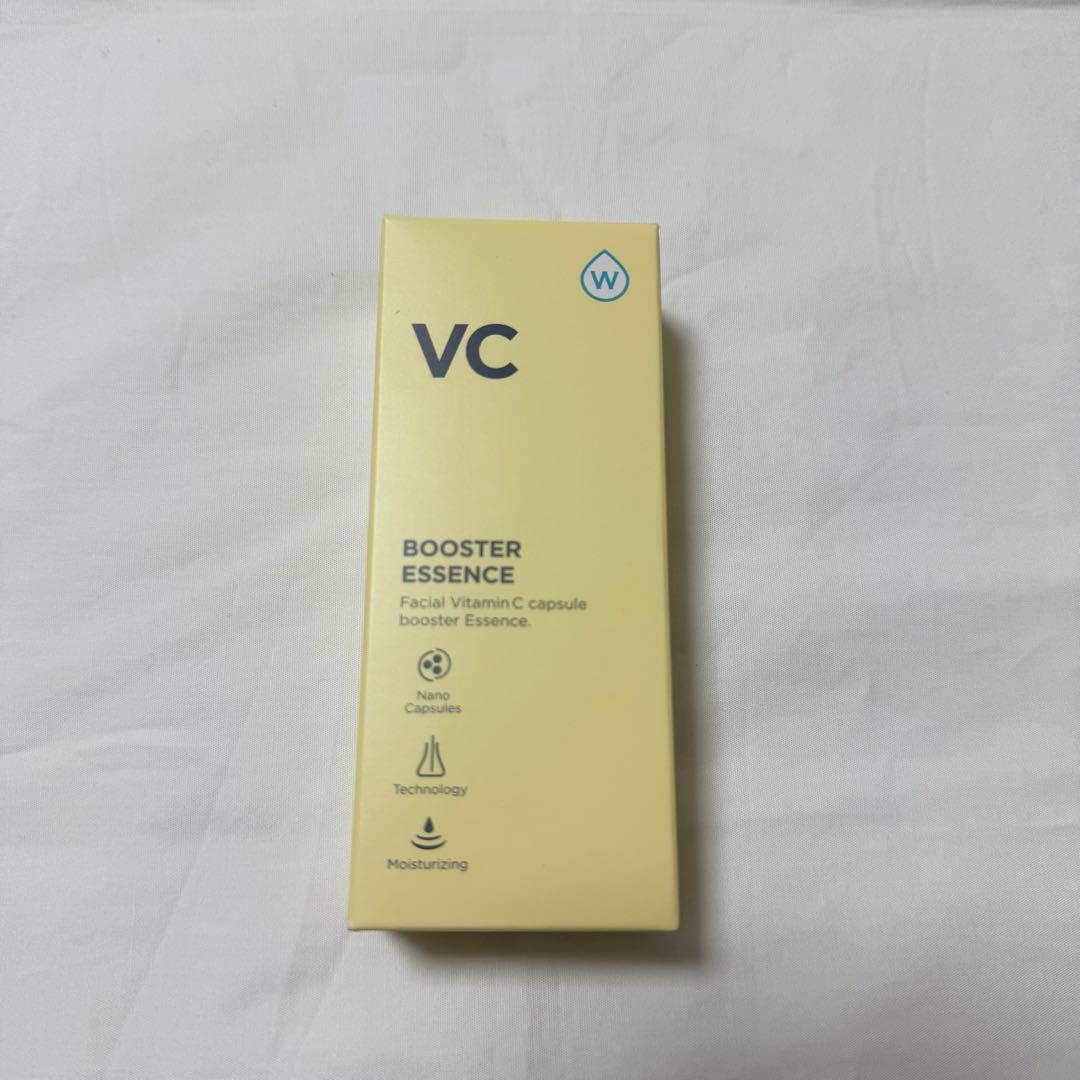 W
VC
BOOSTER
ESSENCE
Facial Vitamin C capsule
booster Essence.
Nano
Capsules
Technology
Moisturizing